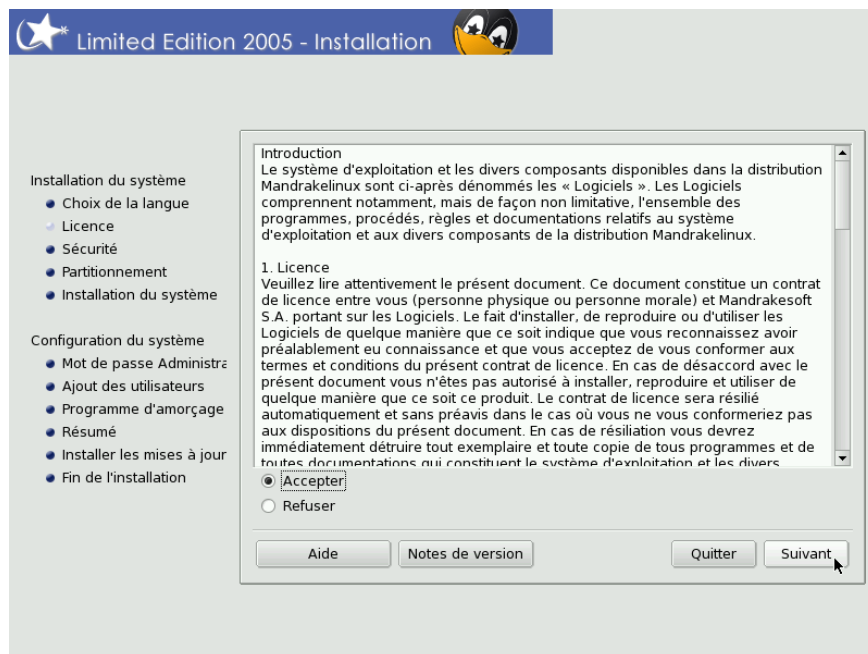 Limited Edition 2005 - Installation
Installation du système
Choix de la langue
Licence
Sécurité
Partitionnement
Installation du système
Configuration du système
Mot de passe Administra
Ajout des utilisateurs
Programme d'amorçage
Résumé
Installer les mises à jour
Fin de l'installation
Introduction
Le système d'exploitation et les divers composants disponibles dans la distribution
Mandrakelinux sont ci-après dénommés les « Logiciels ». Les Logiciels
comprennent notamment, mais de façon non limitative, l'ensemble des
programmes, procédés, règles et documentations relatifs au système
d'exploitation et aux divers composants de la distribution Mandrakelinux.
1. Licence
Veuillez lire attentivement le présent document. Ce document constitue un contrat
de licence entre vous (personne physique ou personne morale) et Mandrakesoft
S.A. portant sur les Logiciels. Le fait d'installer, de reproduire ou d'utiliser les
Logiciels de quelque manière que ce soit indique que vous reconnaissez avoir
préalablement eu connaissance et que vous acceptez de vous conformer aux
termes et conditions du présent contrat de licence. En cas de désaccord avec le
présent document vous n'êtes pas autorisé à installer, reproduire et utiliser de
quelque manière que ce soit ce produit. Le contrat de licence sera résilié
automatiquement et sans préavis dans le cas où vous ne vous conformeriez pas
aux dispositions du présent document. En cas de résiliation vous devrez
immédiatement détruire tout exemplaire et toute copie de tous programmes et de
toutes documentations qui constituent le système d'exploitation et les divers
Accepter
Refuser
Aide
Notes de version
Quitter
Suivant